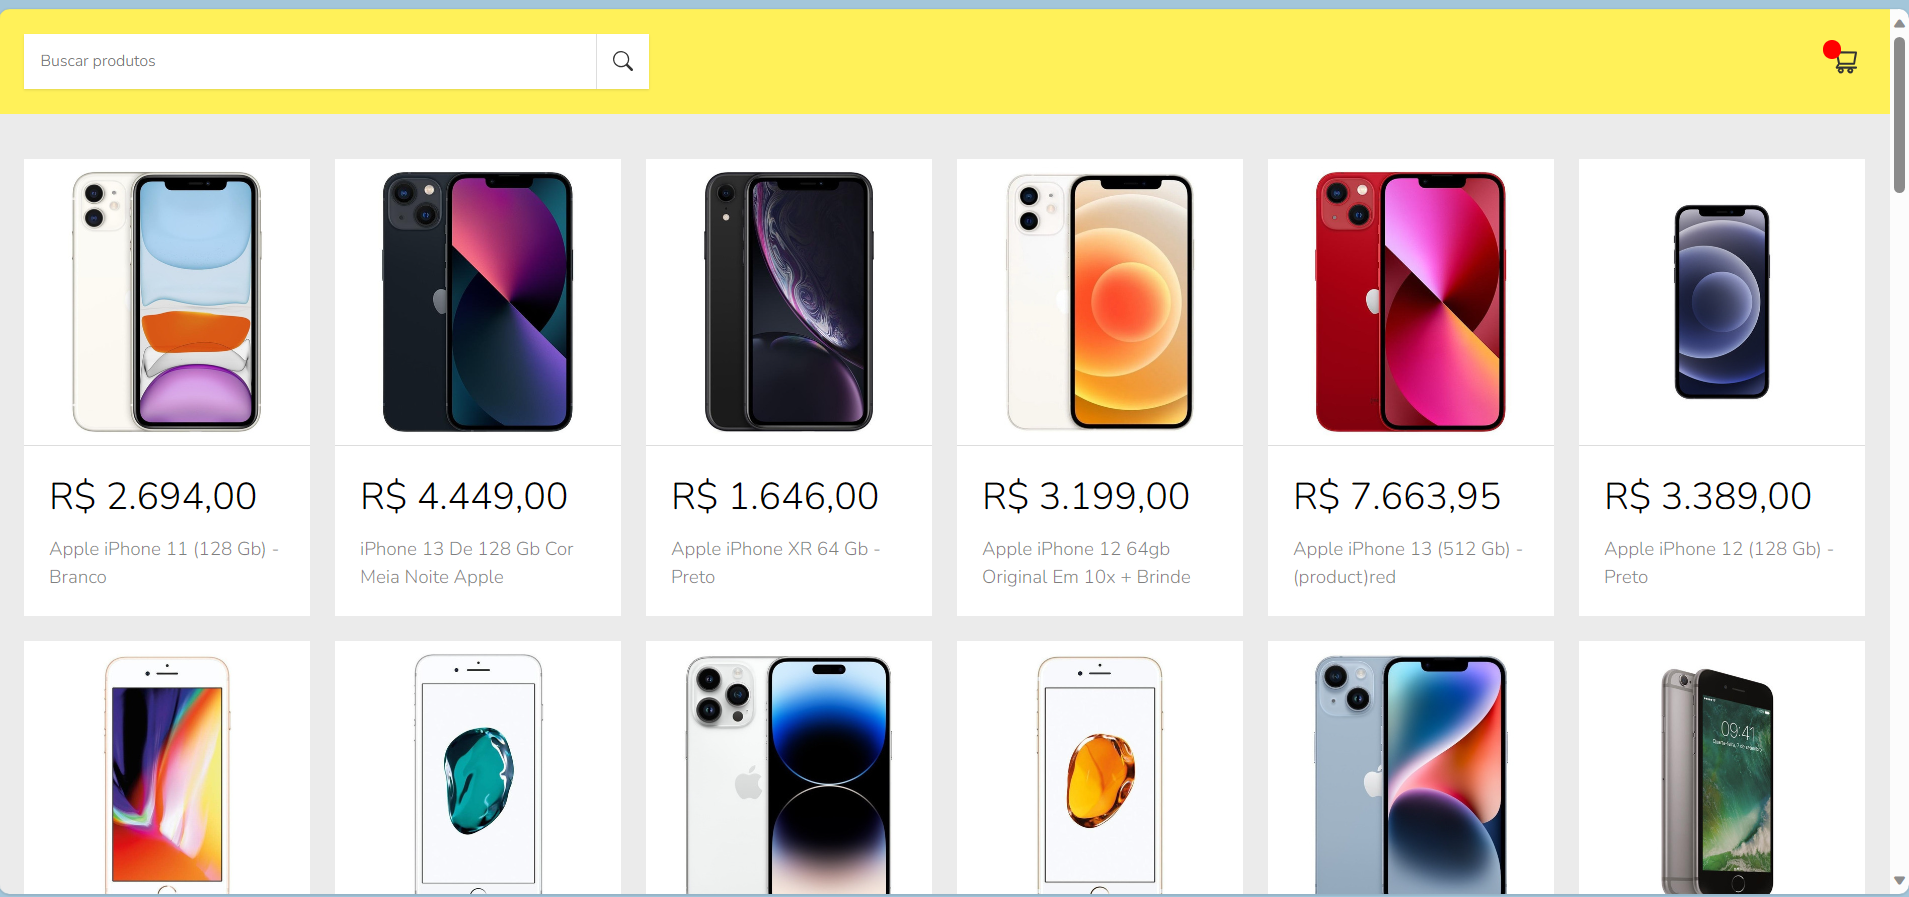 Buscar produtos
R$ 2.694,00
Apple iPhone 11 (128 Gb) -
Branco
R$ 4.449,00
iPhone 13 De 128 Gb Cor
Meia Noite Apple
R$ 1.646,00
Apple iPhone XR 64 Gb -
Preto
R$ 3.199,00
Apple iPhone 12 64gb
Original Em 10x + Brinde
R$ 7.663,95
Apple iPhone 13 (512 Gb) -
(product)red
R$ 3.389,00
Apple iPhone 12 (128 Gb) -
Preto
09:41